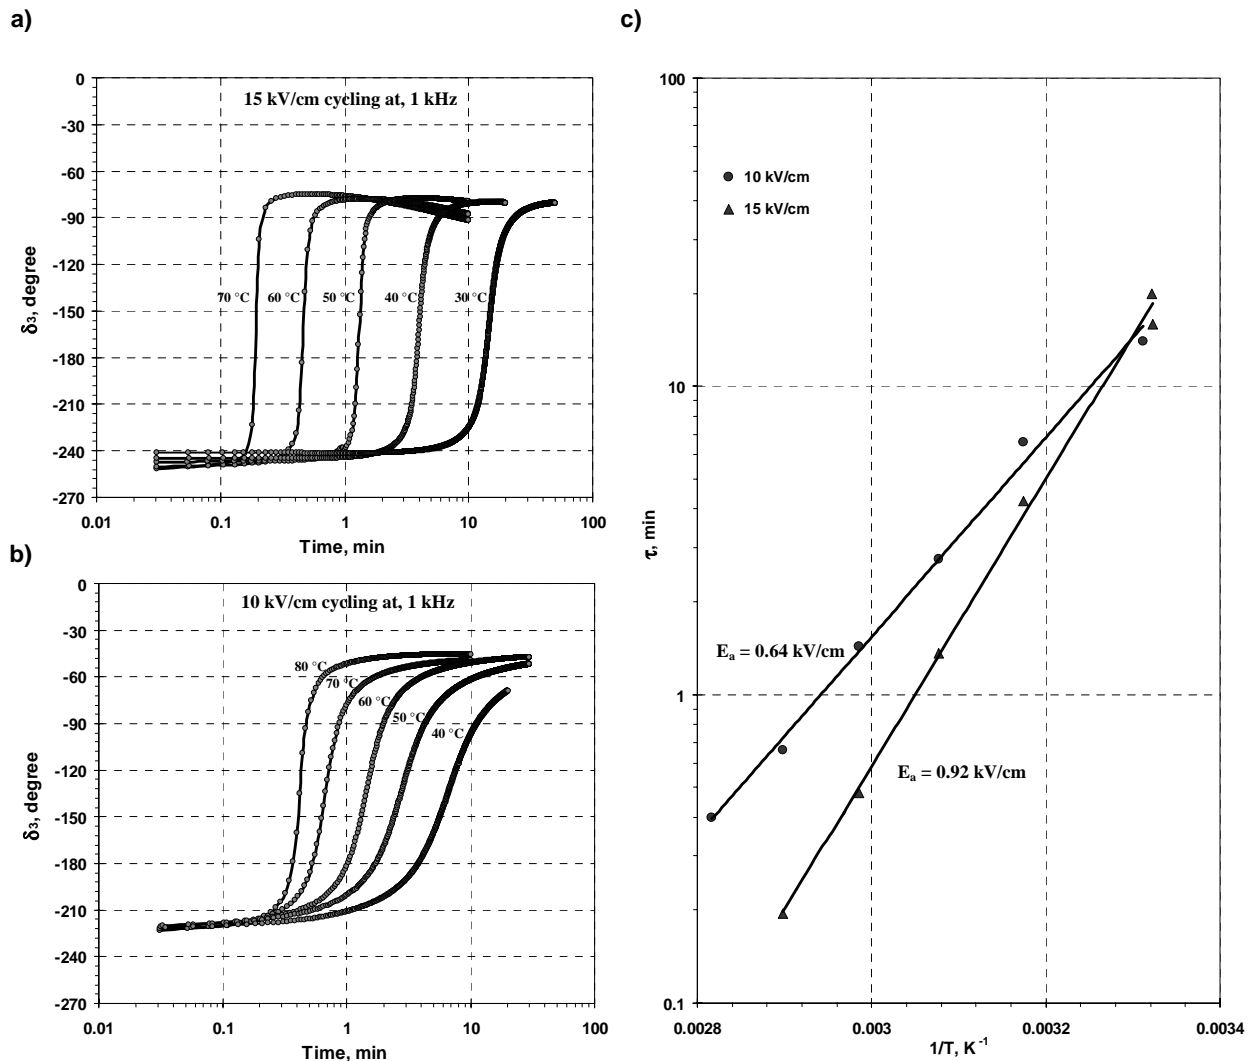 a)
15 kV/cm cycling at, 1 kHz
0
-30
-60
-90
-120
-150
-180
-210
-240
-270
δ3, degree
70 °C
60 °C
50 °C
40 °C
30 °C
0.01
0.1
1
10
100
Time, min
b)
10 kV/cm cycling at, 1 kHz
0
-30
-60
-90
-120
-150
-180
-210
-240
-270
δ3, degree
80 °C
70 °C
60 °C
50 °C
40 °C
0.01
0.1
1
10
100
Time, min
c)
100
10
1
0.1
τ, min
10 kV/cm
15 kV/cm
Ea = 0.64 kV/cm
Ea = 0.92 kV/cm
0.0028
0.003
0.0032
0.0034
1/T, K-1